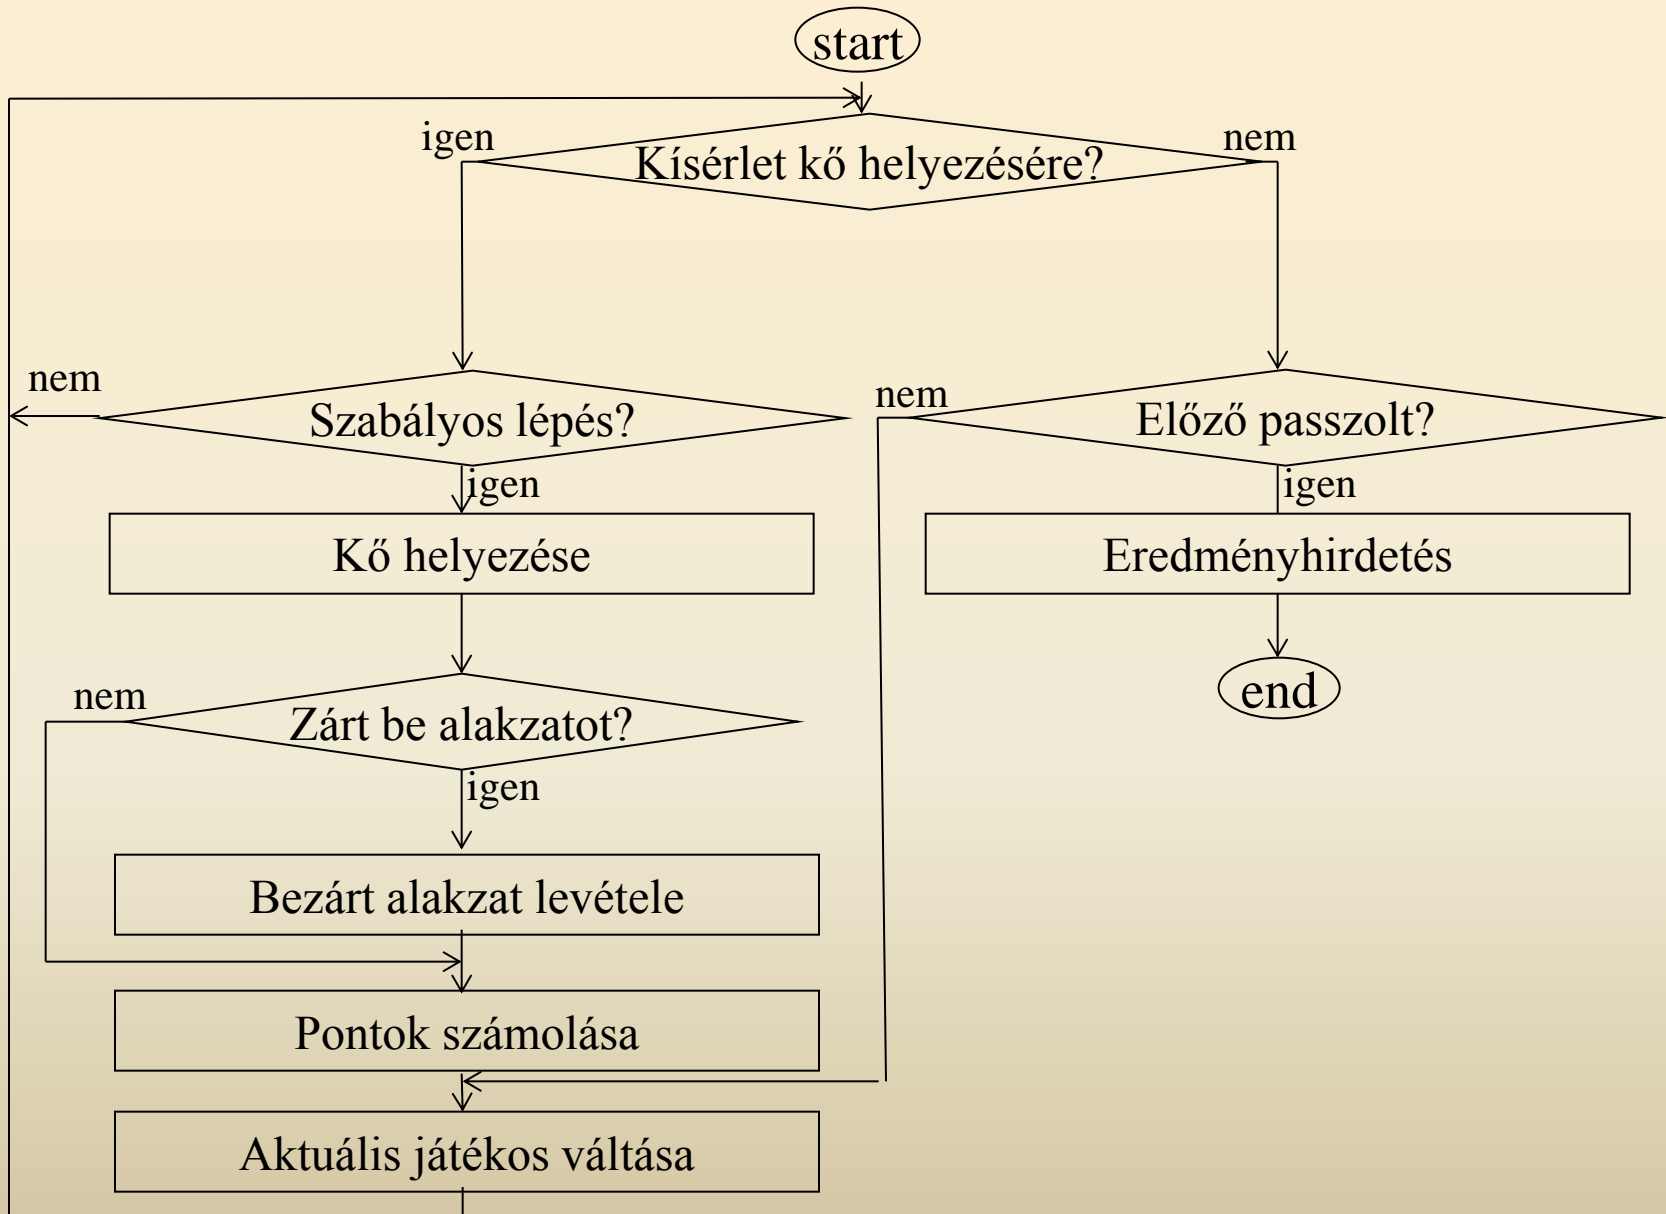 start
igen
nem
Kísérlet kő helyezésére?
nem
Szabályos lépés?
nem
Előző passzolt?
igen
igen
Kő helyezése
Eredményhirdetés
nem
Zárt be alakzatot?
end
igen
Bezárt alakzat levétele
Pontok számolása
Aktuális játékos váltása